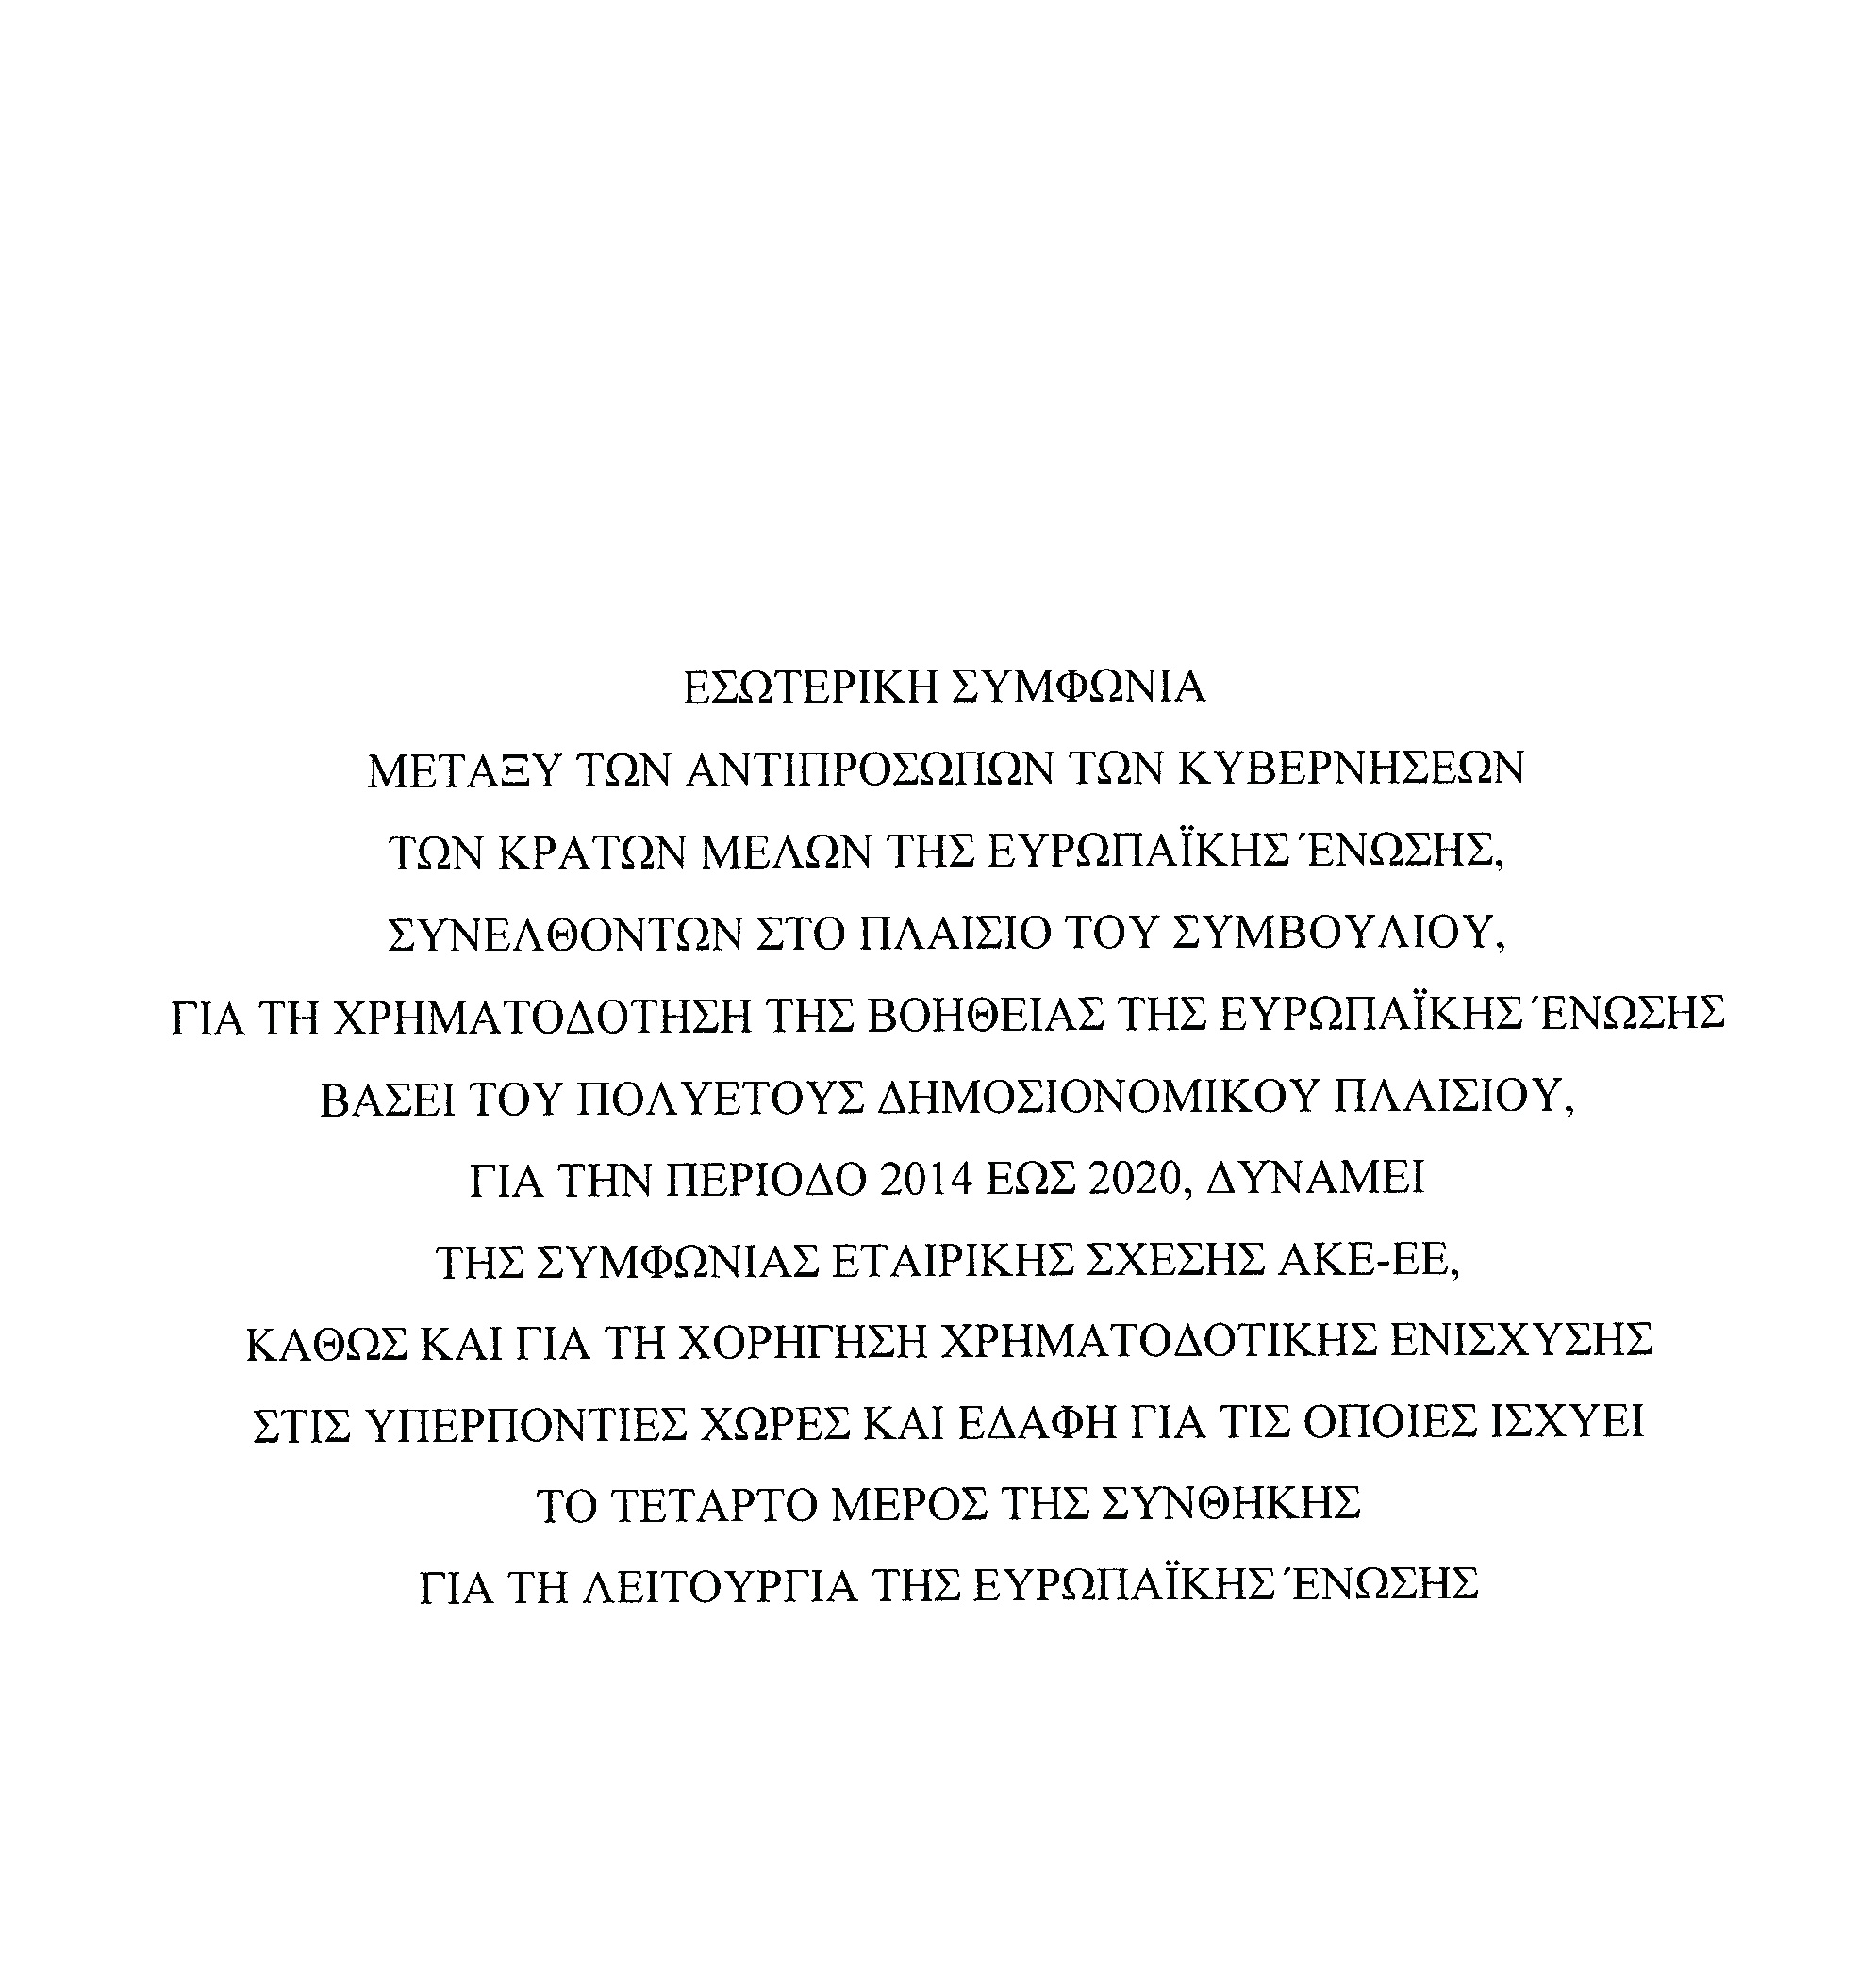 ΕΣΩΤΕΡΙΚΗ ΣΥΜΦΩΝΙΑ
ΜΕΤΑΞΥ ΤΩΝ ΑΝΤΙΠΡΟΣΩΠΩΝ ΤΩΝ ΚΥΒΕΡΝΗΣΕΩΝ
ΤΩΝ ΚΡΑΤΩΝ ΜΕΛΩΝ ΤΗΣ ΕΥΡΩΠΑΪΚΗΣ ΈΝΩΣΗΣ,
ΣΥΝΕΛΘΟΝΤΩΝ ΣΤΟ ΠΛΑΙΣΙΟ ΤΟΥ ΣΥΜΒΟΥΛΙΟΥ,
ΓΙΑ ΤΗ ΧΡΗΜΑΤΟΔΟΤΗΣΗ ΤΗΣ ΒΟΗΘΕΙΑΣ ΤΗΣ ΕΥΡΩΠΑΪΚΗΣ ΈΝΩΣΗΣ
ΒΑΣΕΙ ΤΟΥ ΠΟΛΥΕΤΟΥΣ ΔΗΜΟΣΙΟΝΟΜΙΚΟΥ ΠΛΑΙΣΙΟΥ,
ΓΙΑ ΤΗΝ ΠΕΡΙΟΔΟ 2014 ΕΩΣ 2020, ΔΥΝΑΜΕΙ
ΤΗΣ ΣΥΜΦΩΝΙΑΣ ΕΤΑΙΡΙΚΗΣ ΣΧΕΣΗΣ ΑΚΕ-ΕΕ,
ΚΑΘΩΣ ΚΑΙ ΓΙΑ ΤΗ ΧΟΡΗΓΗΣΗ ΧΡΗΜΑΤΟΔΟΤΙΚΗΣ ΕΝΙΣΧΥΣΗΣ
ΣΤΙΣ ΥΠΕΡΠΟΝΤΙΕΣ ΧΩΡΕΣ ΚΑΙ ΕΔΑΦΗ ΓΙΑ ΤΙΣ ΟΠΟΙΕΣ ΙΣΧΥΕΙ
ΤΟ ΤΕΤΑΡΤΟ ΜΕΡΟΣ ΤΗΣ ΣΥΝΘΗΚΗΣ
ΓΙΑ ΤΗ ΛΕΙΤΟΥΡΓΙΑ ΤΗΣ ΕΥΡΩΠΑΪΚΗΣ ΈΝΩΣΗΣ